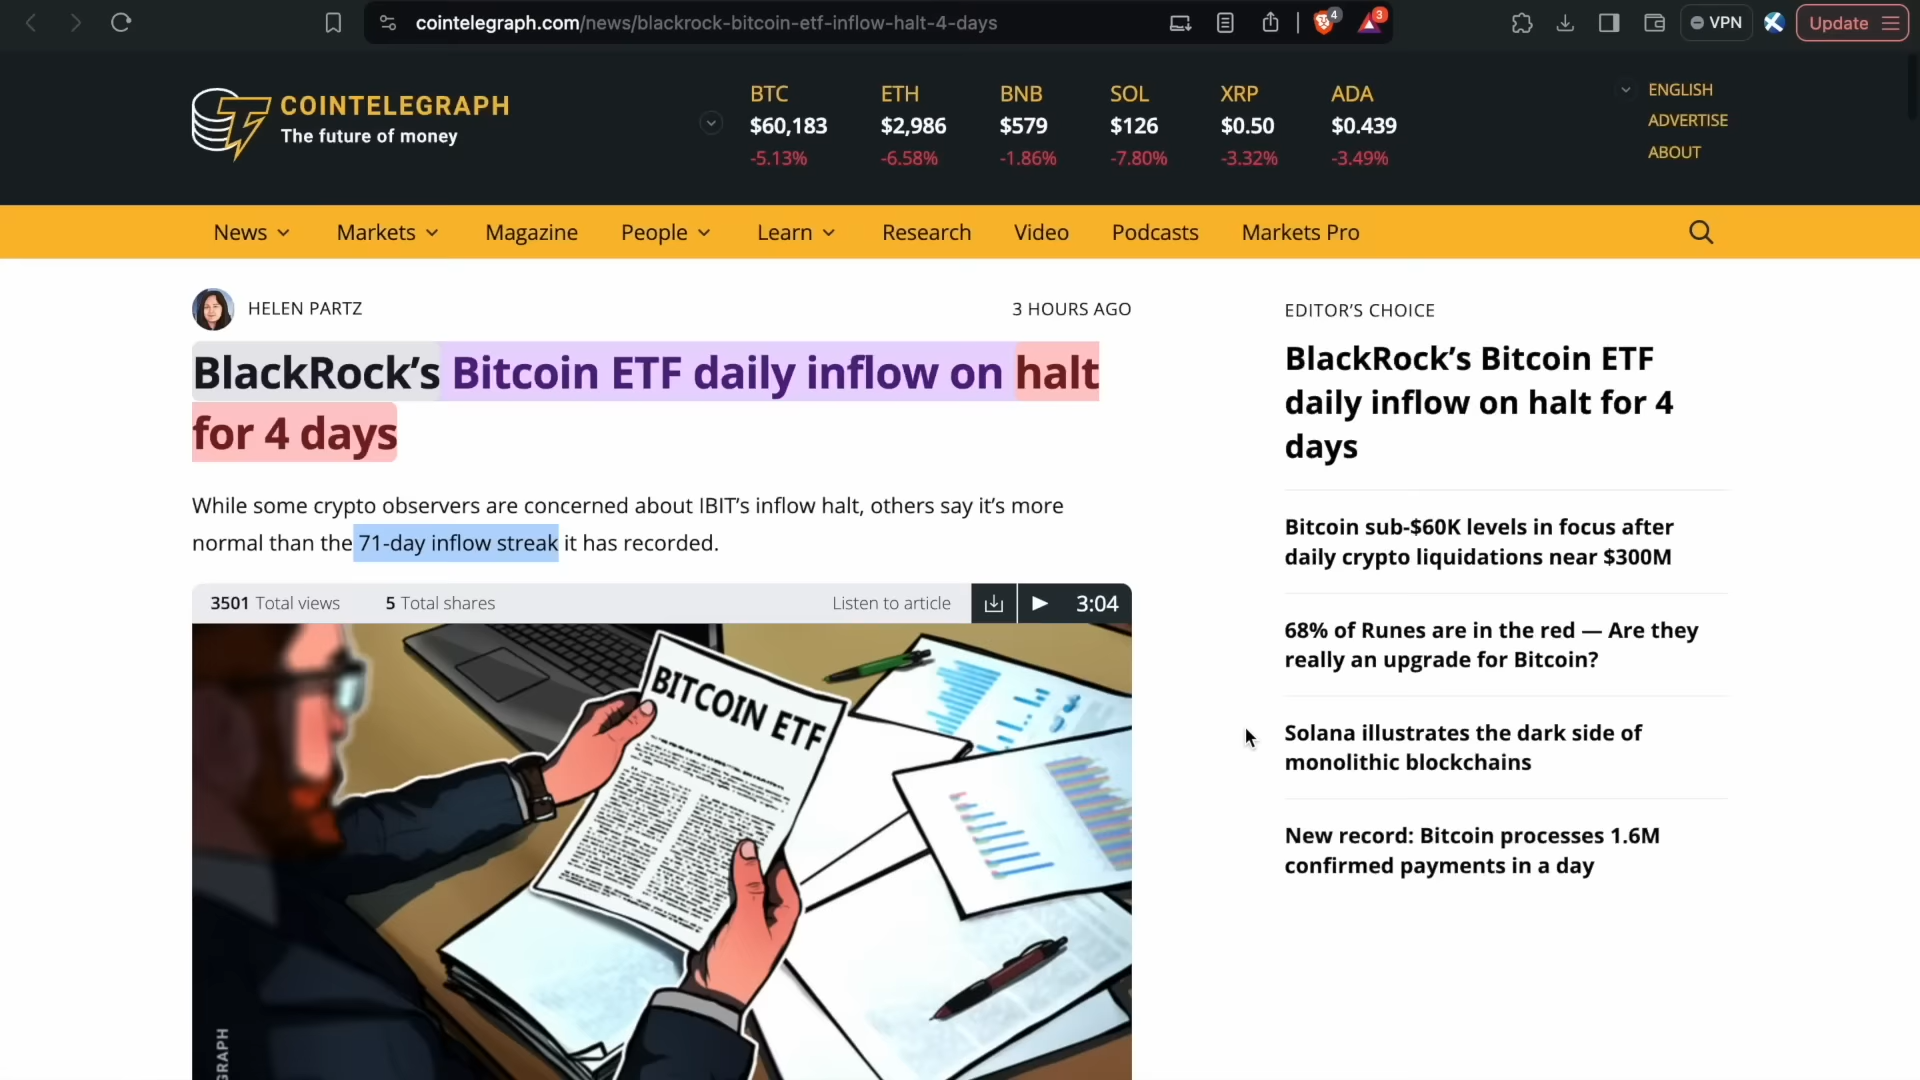 cointelegraph.com/news/blackrock-bitcoin-etf-inflow-halt-4-days
4
3
VPN
Update
COINTELEGRAPH
The future of money
BTC
$60,183
-5.13%
ETH
$2,986
-6.58%
BNB
$579
-1.86%
SOL
$126
-7.80%
XRP
$0.50
-3.32%
ADA
$0.439
-3.49%
ENGLISH
ADVERTISE
ABOUT
News
Markets
Magazine
People
Learn
Research
Video
Podcasts
Markets Pro
HELEN PARTZ
3 HOURS AGO
BlackRock’s Bitcoin ETF daily inflow on halt
for 4 days
While some crypto observers are concerned about IBIT’s inflow halt, others say it’s more
normal than the 71-day inflow streak it has recorded.
3501 Total views
5 Total shares
Listen to article
3:04
BITCOIN ETF
GRAPH
EDITOR’S CHOICE
BlackRock’s Bitcoin ETF
daily inflow on halt for 4
days
Bitcoin sub-$60K levels in focus after
daily crypto liquidations near $300M
68% of Runes are in the red — Are they
really an upgrade for Bitcoin?
Solana illustrates the dark side of
monolithic blockchains
New record: Bitcoin processes 1.6M
confirmed payments in a day